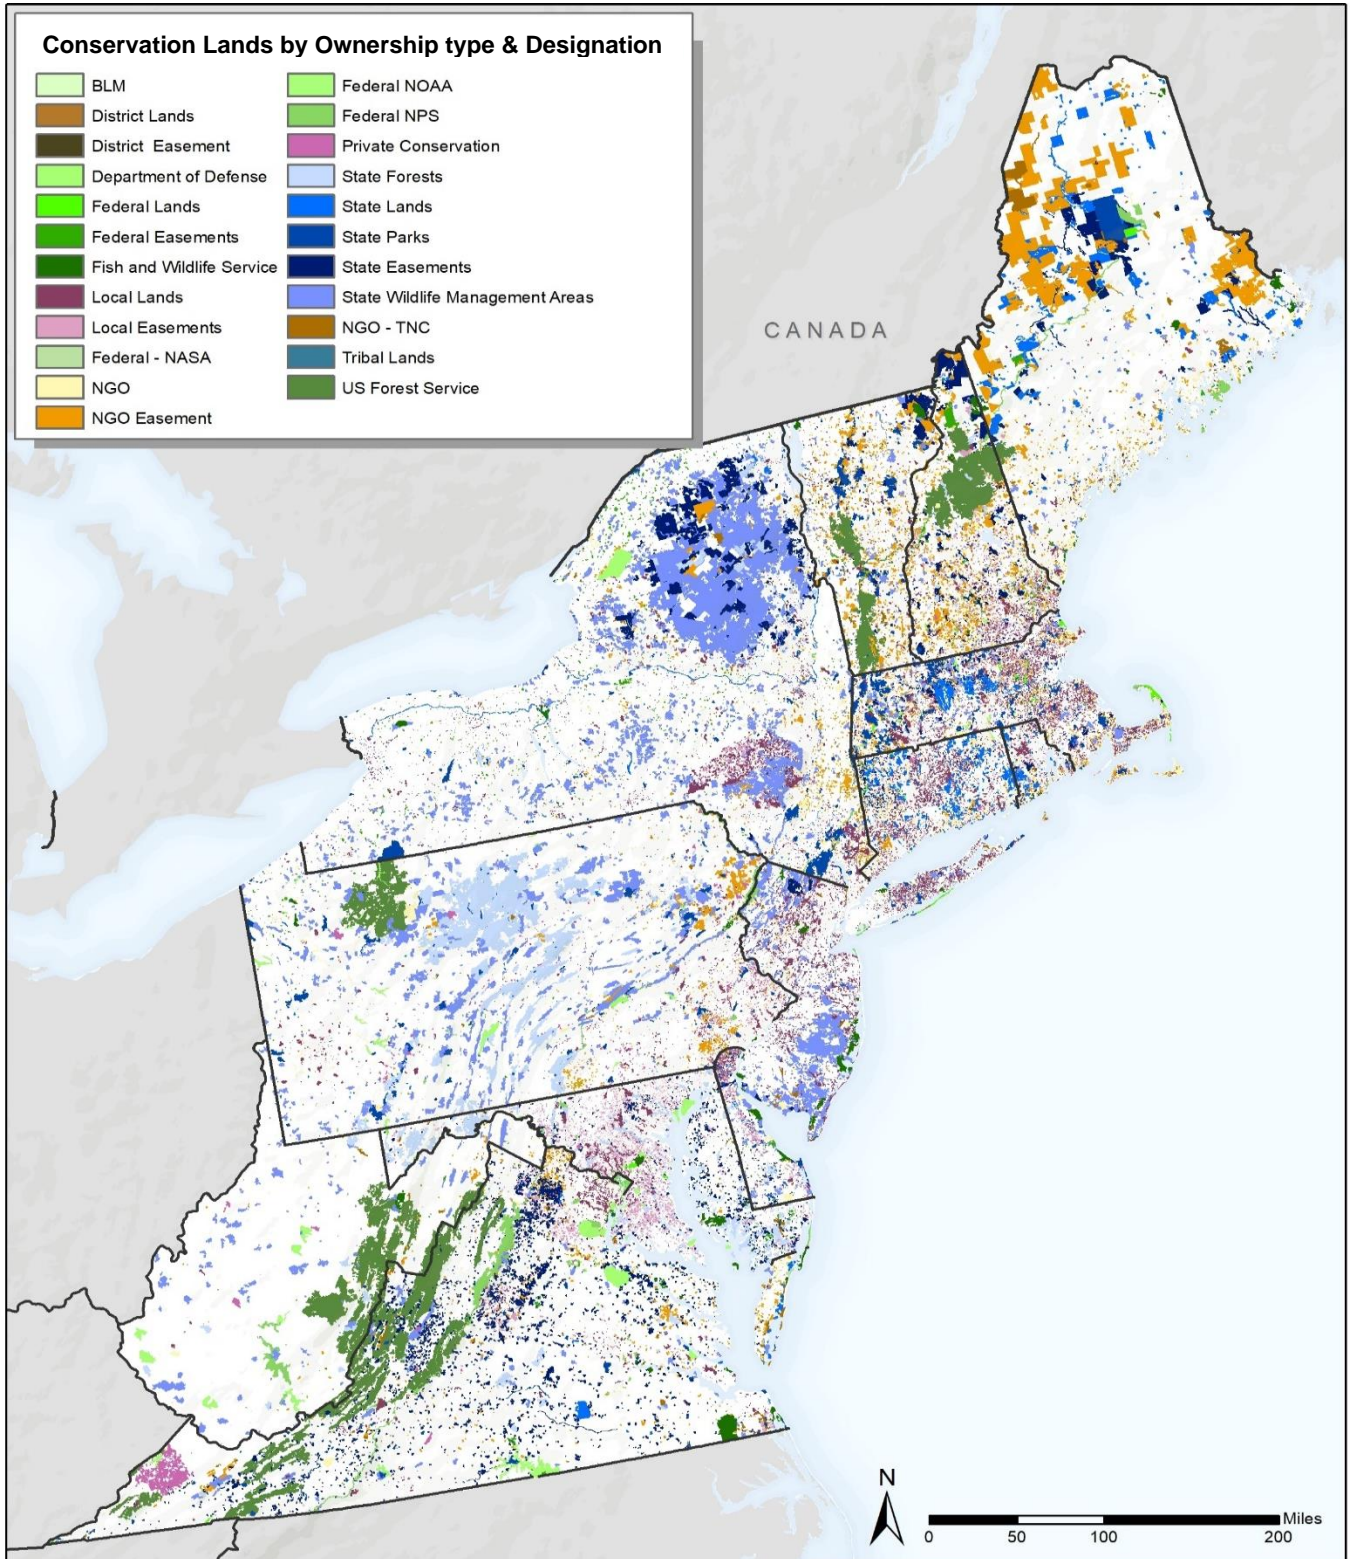 Conservation Lands by Ownership type & Designation
BLM
District Lands
District Easement
Department of Defense
Federal Lands
Federal Easements
Fish and Wildlife Service
Local Lands
Local Easements
Federal - NASA
NGO
NGO Easement
Federal NOAA
Federal NPS
Private Conservation
State Forests
State Lands
State Parks
State Easements
State Wildlife Management Areas
NGO - TNC
Tribal Lands
US Forest Service
CANADA
N
Miles
0 50 100 200